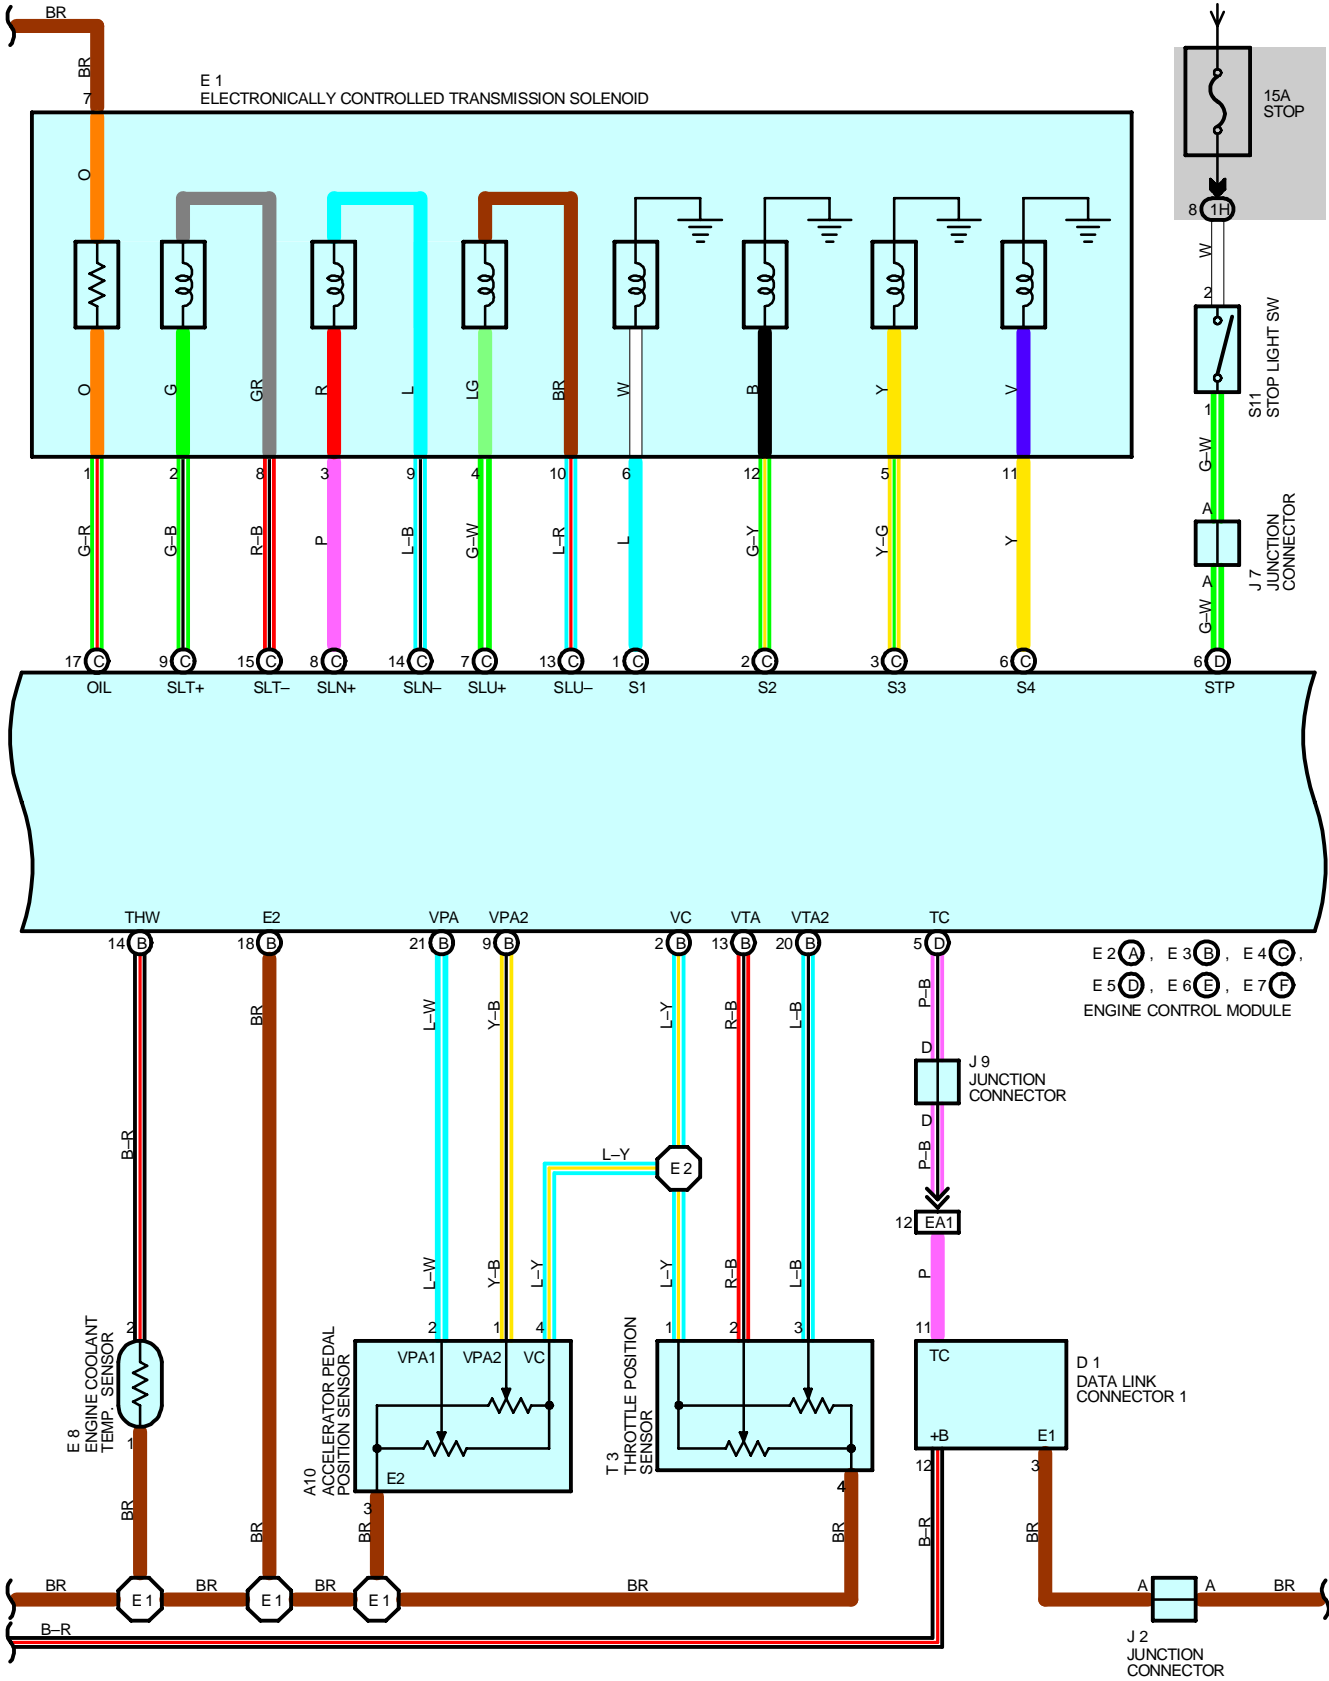 BR
BR
7
E 1
ELECTRONICALLY CONTROLLED TRANSMISSION SOLENOID
15A
STOP
8 1H
W
2
S11
STOP LIGHT SW
1
G–W
A
J 7
JUNCTION
CONNECTOR
A
G–W
O
O G GR R L LG BR W B Y V
1 2 8 3 9 4 10 6 12 5 11
G–R G–B R–B P L–B G–W L–R L G–Y Y–G Y
17 C 9 C 15 C 8 C 14 C 7 C 13 C 1 C 2 C 3 C 6 C 6 D
OIL SLT+ SLT– SLN+ SLN– SLU+ SLU– S1 S2 S3 S4 STP
THW E2 VPA VPA2 VC VTA VTA2 TC
14 B 18 B 21 B 9 B 2 B 13 B 20 B 5 D
E 2 A , E 3 B , E 4 C ,
E 5 D , E 6 E , E 7 F
ENGINE CONTROL MODULE
BR L–W Y–B L–Y R–B L–B P–B
D
J 9
JUNCTION
CONNECTOR
D
P–B
B–R
L–Y
E 2
12 EA1
L–W Y–B L–Y L–Y R–B L–B P
2 2 1 4 1 2 3 11
E 8
ENGINE COOLANT
TEMP. SENSOR
1
A10
ACCELERATOR PEDAL
POSITION SENSOR
VPA1 VPA2 VC
E2
3
T 3
THROTTLE POSITION
SENSOR
4
TC
D 1
DATA LINK
CONNECTOR 1
+B E1
12 3
BR BR BR BR B–R BR
BR E 1 BR E 1 BR E 1 BR
A A BR
B–R
J 2
JUNCTION
CONNECTOR